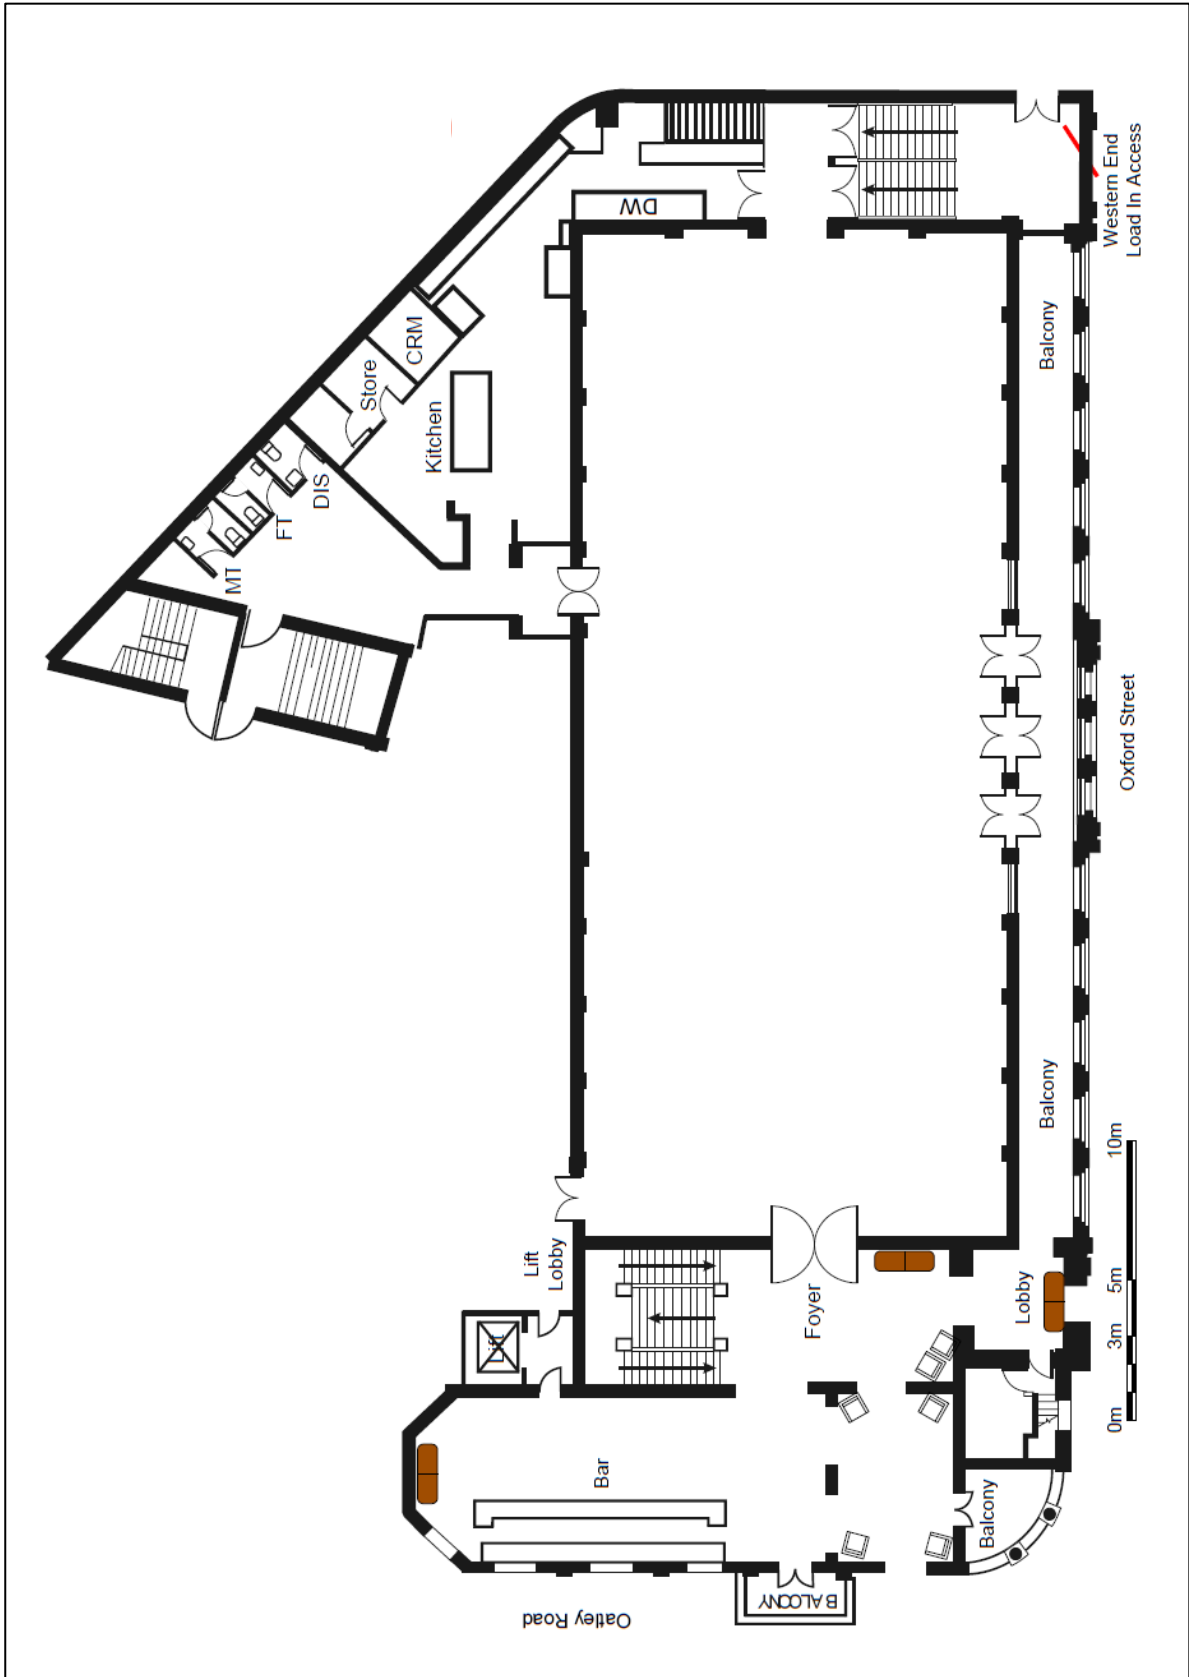 DW
CRM
Store
Kitchen
DIS
FT
MT
Western End
Load In Access
Balcony
Oxford Street
Balcony
Lift
Lobby
Lift
Foyer
Lobby
Bar
Balcony
BALCONY
Oatley Road
0m
3m
5m
10m